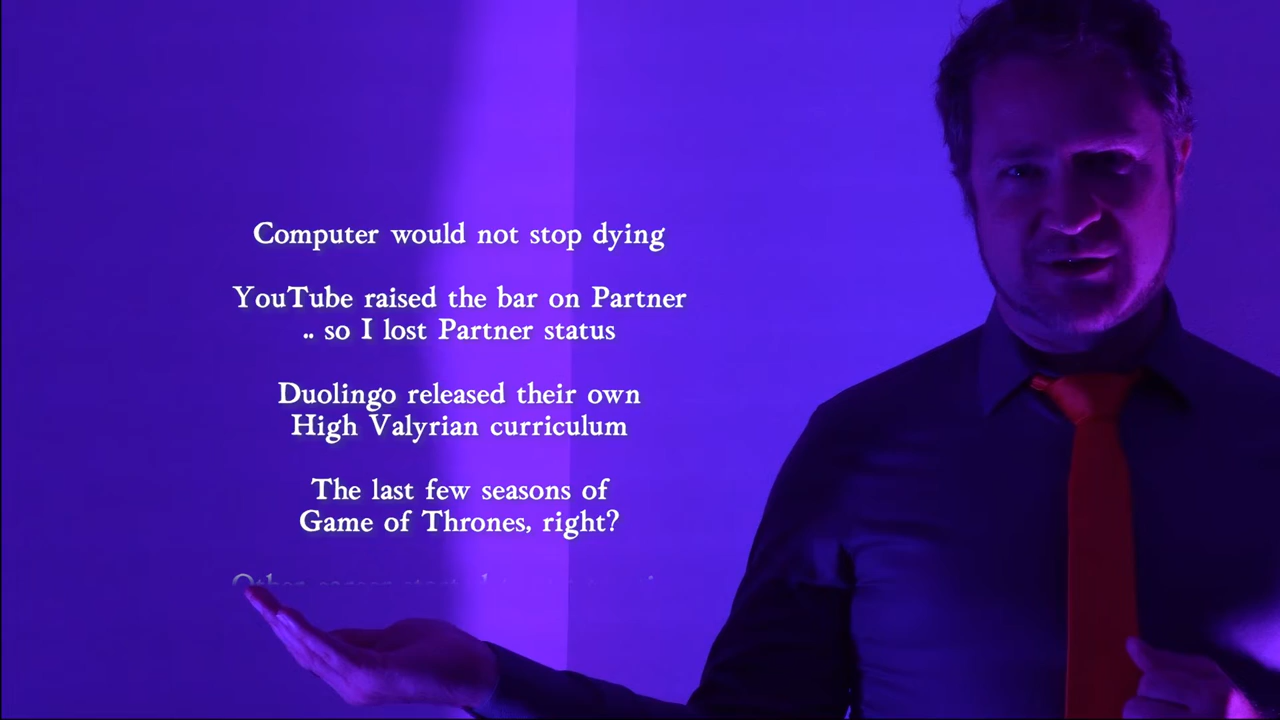 Computer would not stop dying
YouTube raised the bar on Partner
.. so I lost Partner status
Duolingo released their own
High Valyrian curriculum
The last few seasons of
Game of Thrones, right?